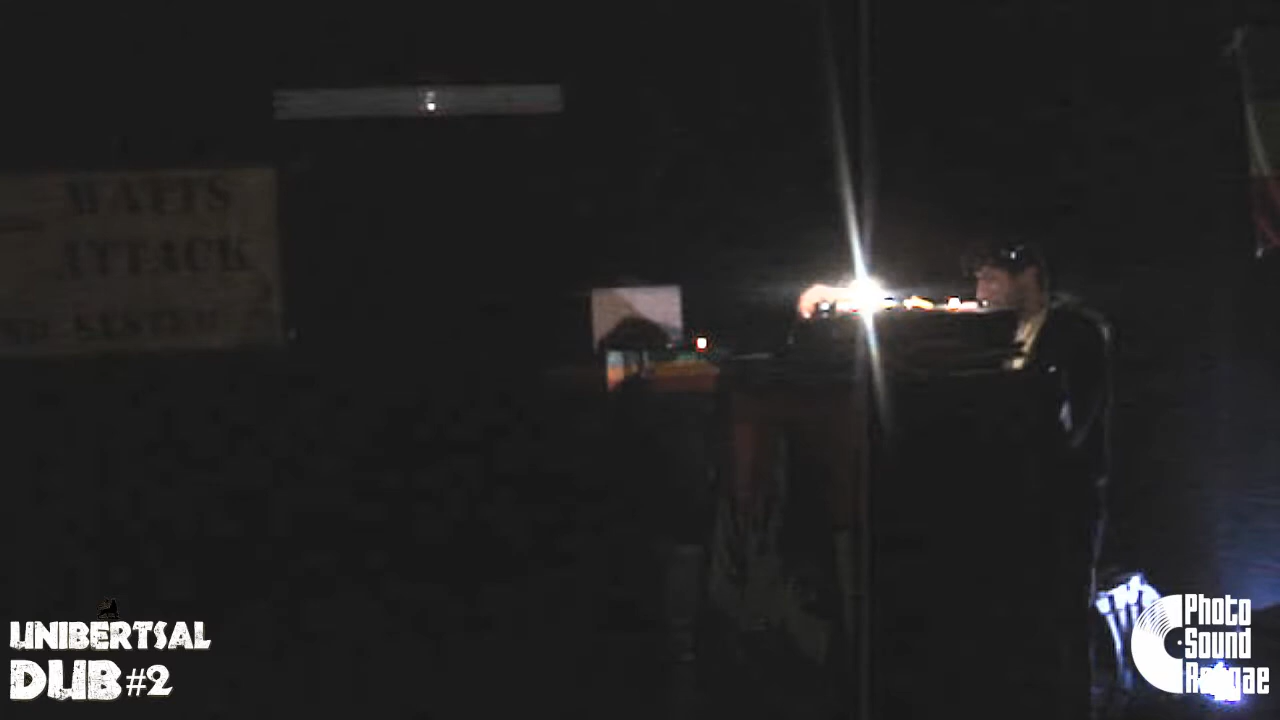 WATTS
ATTACK
UNIBERTSAL
DUB #2
Photo
Sound
Reggae